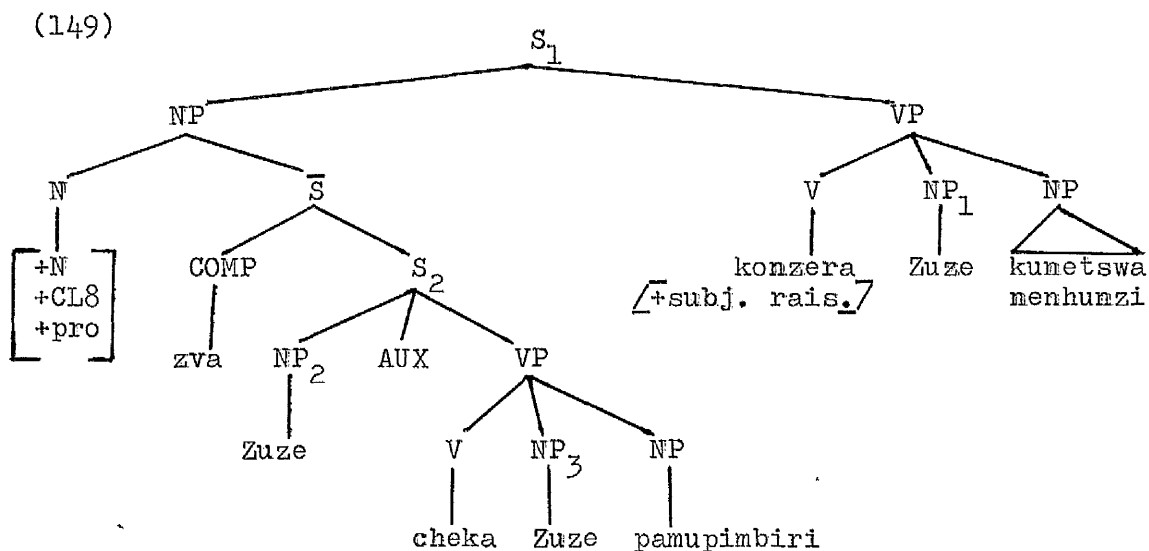 (149)
S1
NP VP
N S̄ V NP1 NP
[+N COMP S2 konzera Zuze kumetswa
+CL8 [+subj. rais.] menhunzi
+pro] zva NP2 AUX VP
Zuze V NP3 NP
cheka Zuze pamupimbiri